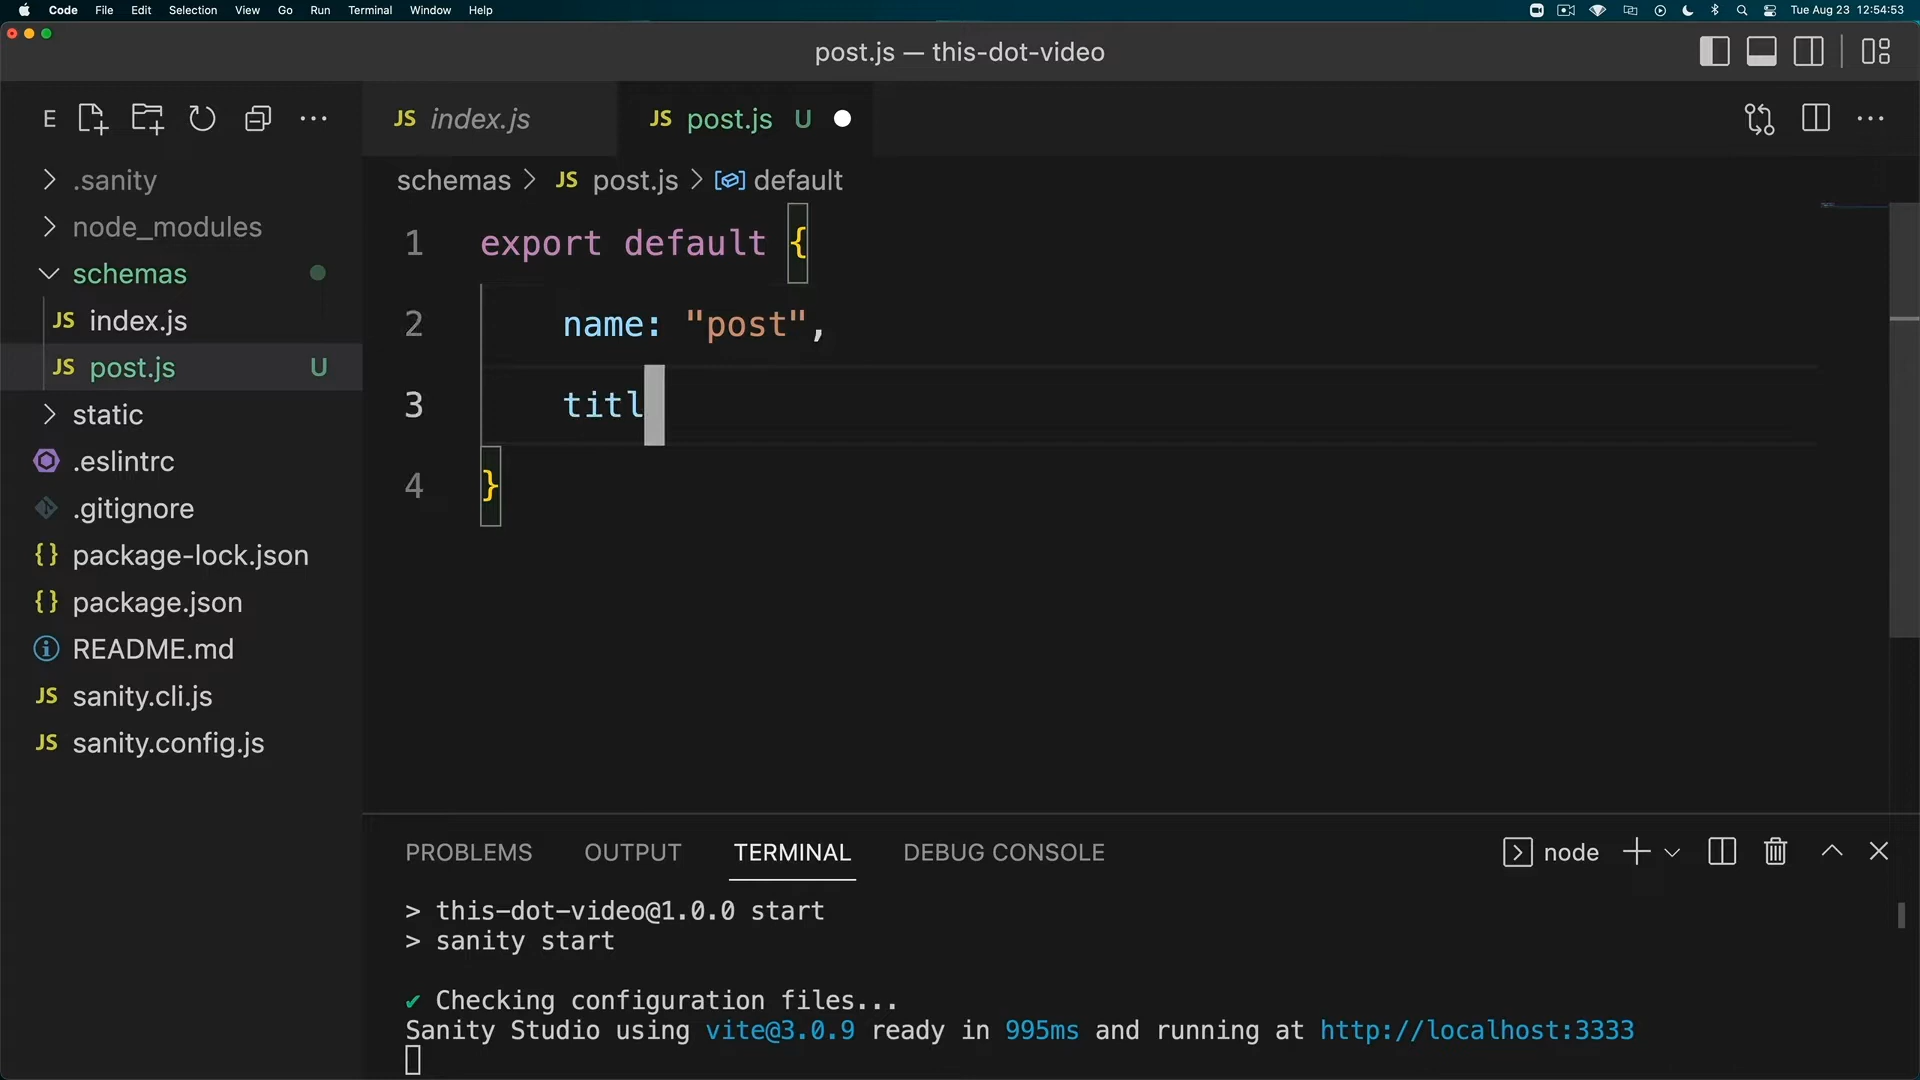 Code File Edit Selection View Go Run Terminal Window Help Tue Aug 23 12:54:53
post.js — this-dot-video
E
JS index.js JS post.js U
schemas > JS post.js > default
.sanity
node_modules
schemas
JS index.js
JS post.js U
static
.eslintrc
.gitignore
{} package-lock.json
{} package.json
README.md
JS sanity.cli.js
JS sanity.config.js
1 export default {
2 name: "post",
3 titl
4 }
PROBLEMS OUTPUT TERMINAL DEBUG CONSOLE node
> this-dot-video@1.0.0 start
> sanity start
✔ Checking configuration files...
Sanity Studio using vite@3.0.9 ready in 995ms and running at http://localhost:3333